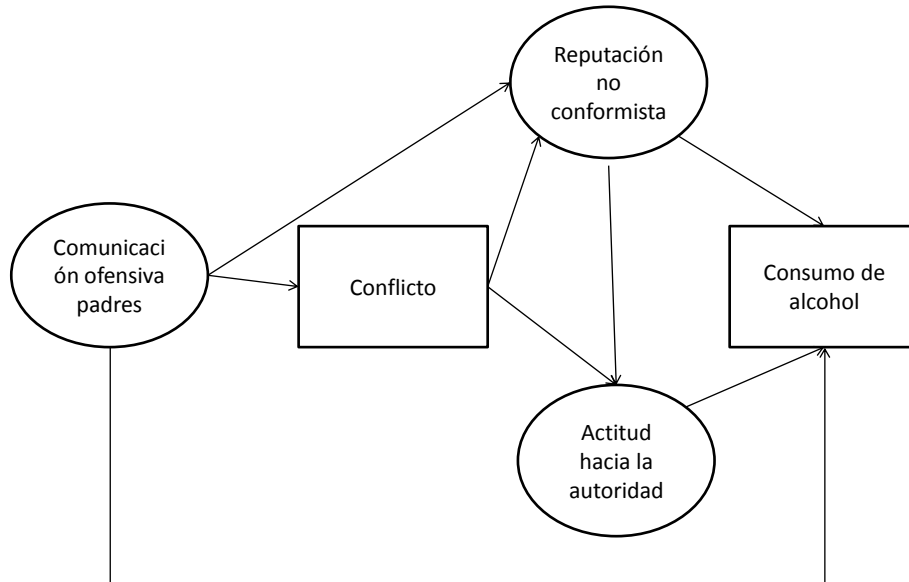 Reputación
no
conformista
Comunicaci
ón ofensiva
padres
Conflicto
Consumo de
alcohol
Actitud
hacia la
autoridad